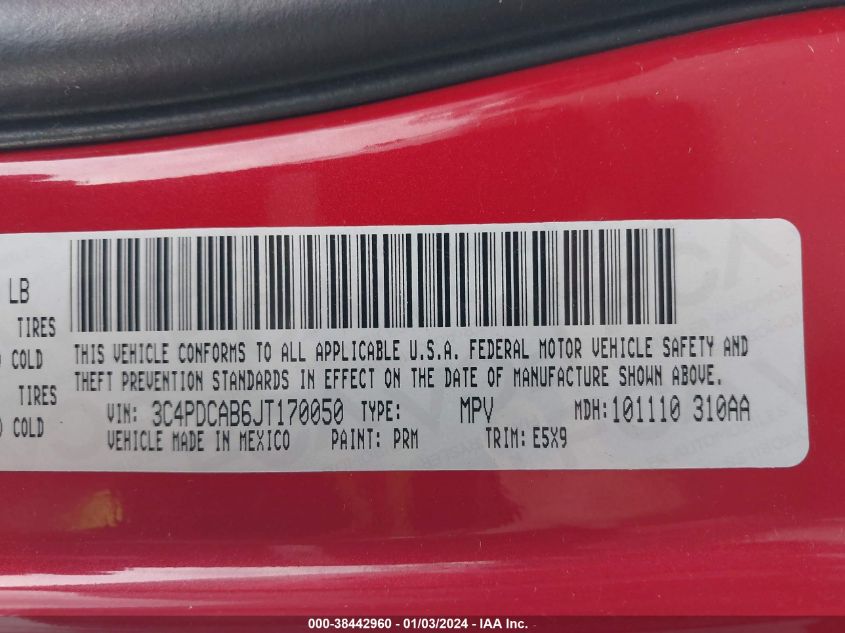 LB
TIRES
COLD
TIRES
COLD
THIS VEHICLE CONFORMS TO ALL APPLICABLE U.S.A. FEDERAL MOTOR VEHICLE SAFETY AND
THEFT PREVENTION STANDARDS IN EFFECT ON THE DATE OF MANUFACTURE SHOWN ABOVE.
VIN: 3C4PDCAB6JT170050 TYPE: MPV MDH: 101110 310AA
VEHICLE MADE IN MEXICO PAINT: PRM TRIM: E5X9
000-38442960 - 01/03/2024 - IAA Inc.